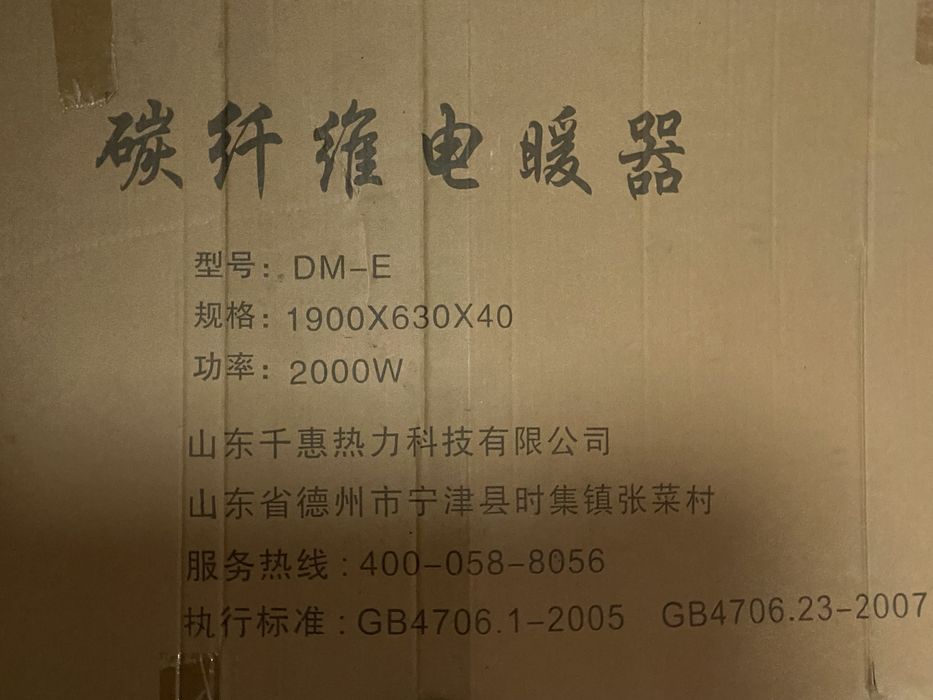 碳纤维电暖器
型号：DM-E
规格：1900X630X40
功率：2000W
山东千惠热力科技有限公司
山东省德州市宁津县时集镇张菜村
服务热线：400-058-8056
执行标准：GB4706.1-2005 GB4706.23-2007